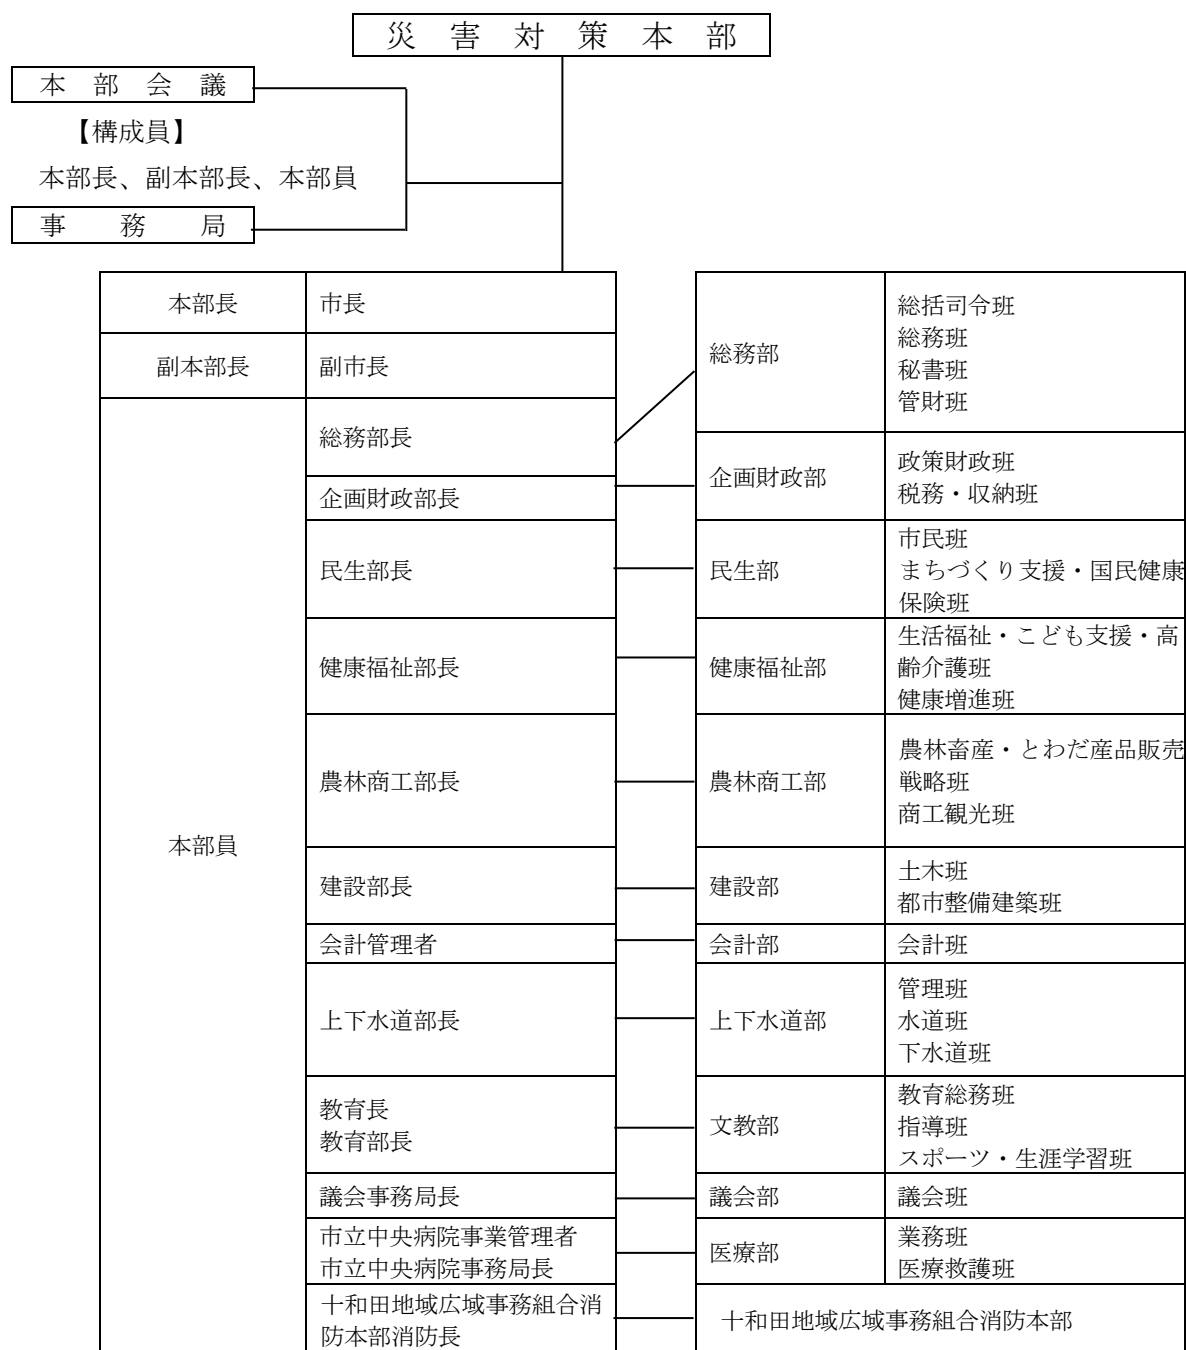 災害対策本部
本部会議
【構成員】
本部長、副本部長、本部員
事務局
本部長
市長
副本部長
副市長
本部員
総務部長
総務部
総括司令班
総務班
秘書班
管財班
企画財政部長
企画財政部
政策財政班
税務・収納班
民生部長
民生部
市民班
まちづくり支援・国民健康
保険班
健康福祉部長
健康福祉部
生活福祉・こども支援・高
齢介護班
健康増進班
農林商工部長
農林商工部
農林畜産・とわだ産品販売
戦略班
商工観光班
建設部長
建設部
土木班
都市整備建築班
会計管理者
会計部
会計班
上下水道部長
上下水道部
管理班
水道班
下水道班
教育長
教育部長
文教部
教育総務班
指導班
スポーツ・生涯学習班
議会事務局長
議会部
議会班
市立中央病院事業管理者
市立中央病院事務局長
医療部
業務班
医療救護班
十和田地域広域事務組合消
防本部消防長
十和田地域広域事務組合消防本部